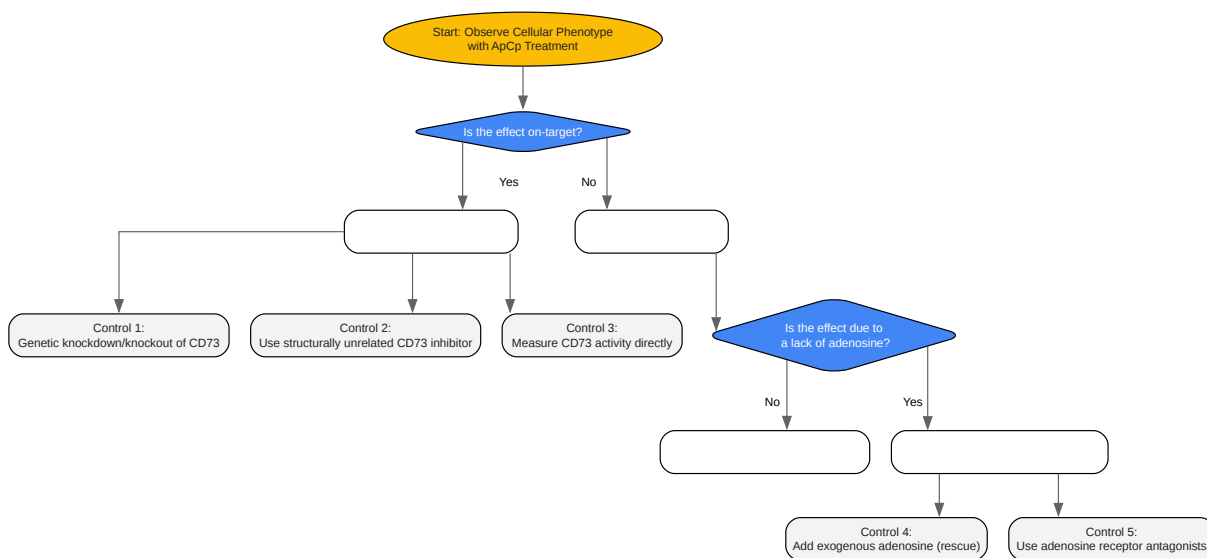 Start: Observe Cellular Phenotype
with ApCp Treatment
Is the effect on-target?
Yes
No
Control 1:
Genetic knockdown/knockout of CD73
Control 2:
Use structurally unrelated CD73 inhibitor
Control 3:
Measure CD73 activity directly
Is the effect due to
a lack of adenosine?
No
Yes
Control 4:
Add exogenous adenosine (rescue)
Control 5:
Use adenosine receptor antagonists